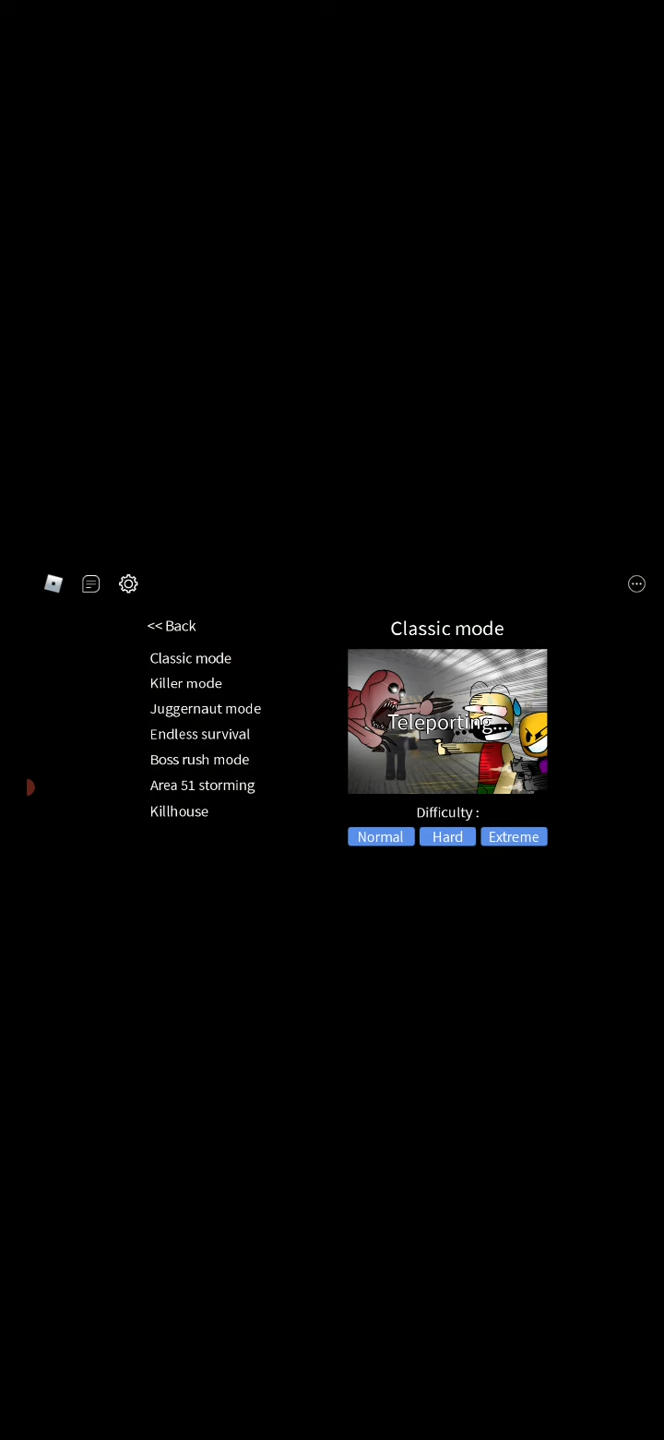 << Back
Classic mode
Killer mode
Juggernaut mode
Endless survival
Boss rush mode
Area 51 storming
Killhouse
Classic mode
Teleporting...
Difficulty :
Normal Hard Extreme